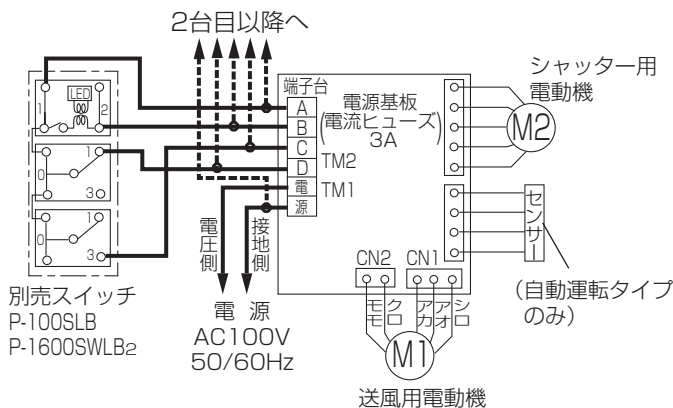 2台目以降へ
LED
1
2
0
1
3
0
1
3
別売スイッチ
P-100SLB
P-1600SWLB2
端子台
A
B
C
D
電
源
TM2
TM1
電源基板
(電流ヒューズ)
3A
電圧側
接地側
電 源
AC100V
50/60Hz
CN2
CN1
モモ
クロ
アカ
アオ
シロ
M1
送風用電動機
シャッター用
電動機
M2
センサー
(自動運転タイプ
のみ)